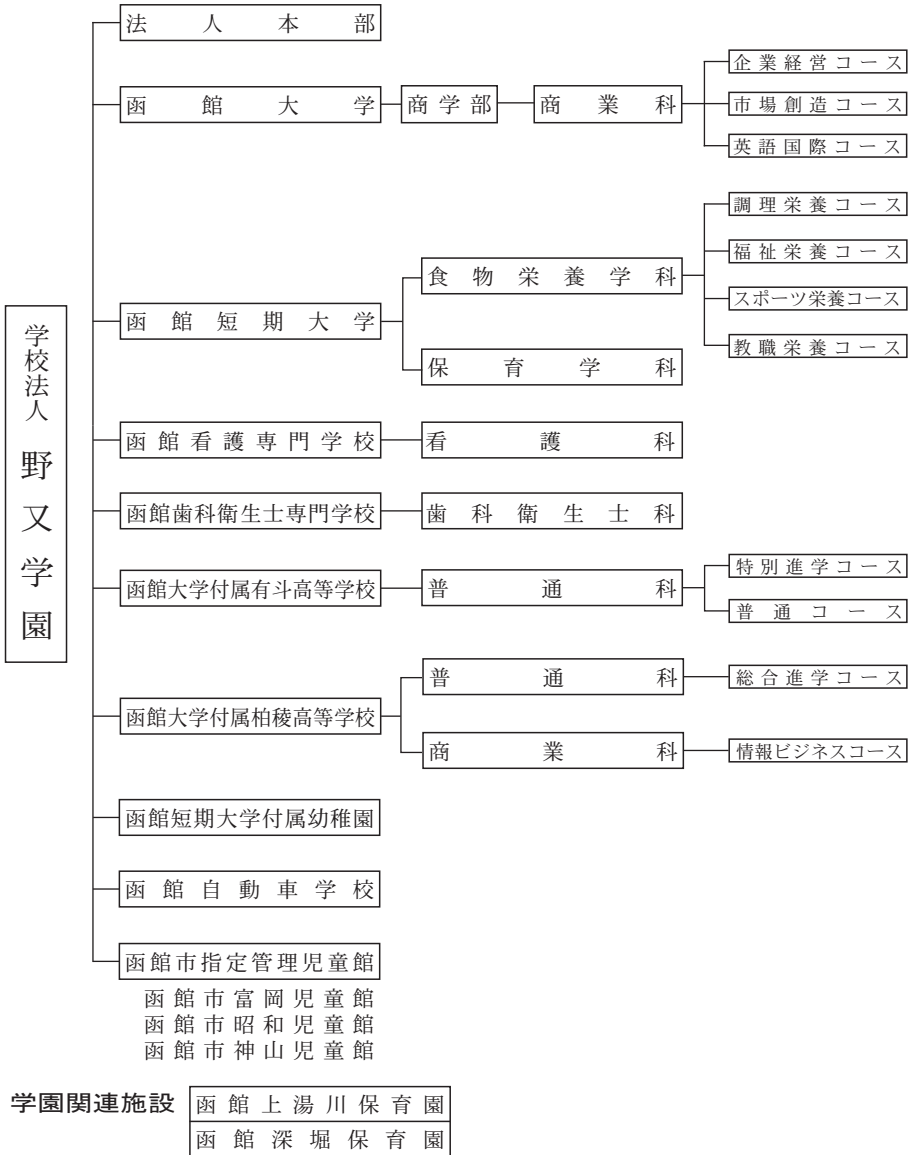 学校法人 野又学園
法人本部
函館大学
商学部
商業科
企業経営コース
市場創造コース
英語国際コース
函館短期大学
食物栄養学科
調理栄養コース
福祉栄養コース
スポーツ栄養コース
教職栄養コース
保育学科
函館看護専門学校
看護科
函館歯科衛生士専門学校
歯科衛生士科
函館大学付属有斗高等学校
普通科
特別進学コース
普通コース
函館大学付属柏稜高等学校
普通科
総合進学コース
商業科
情報ビジネスコース
函館短期大学付属幼稚園
函館自動車学校
函館市指定管理児童館
函館市富岡児童館
函館市昭和児童館
函館市神山児童館
学園関連施設
函館上湯川保育園
函館深堀保育園